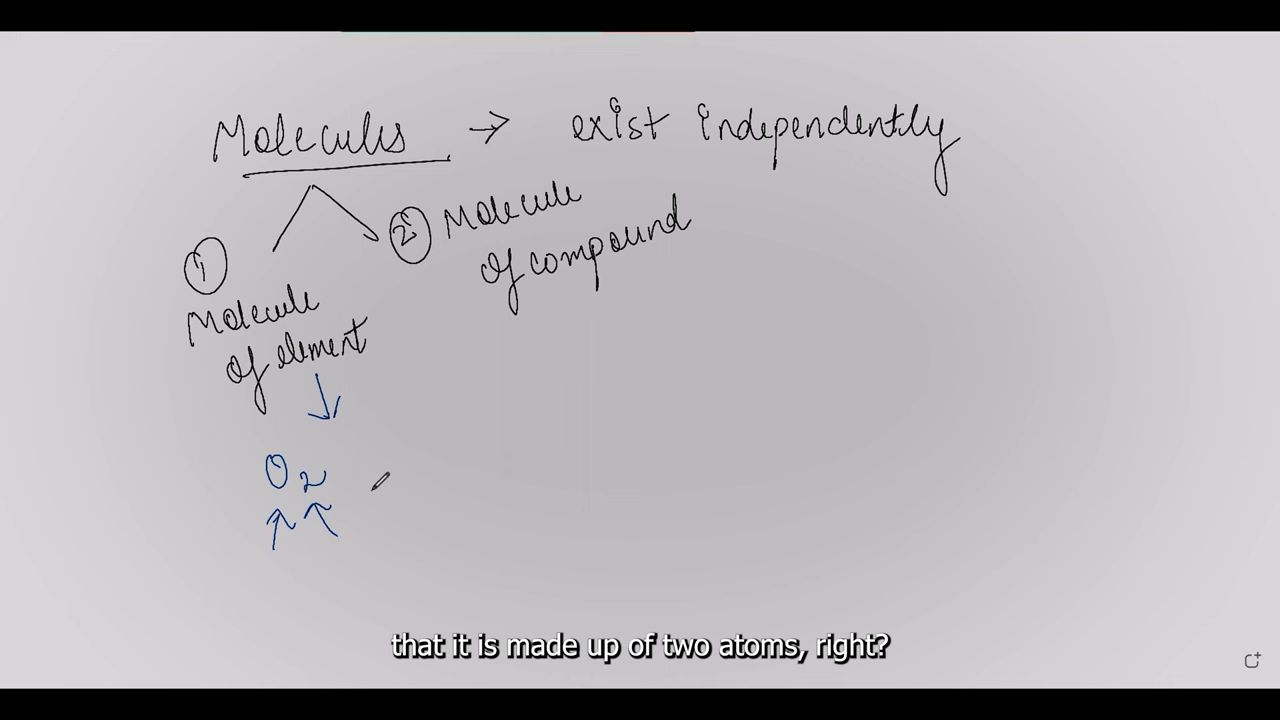 Molecules → exist independently
① Molecule
of element
② Molecule
of compound
↓
O2
↑ ↑
that it is made up of two atoms, right?